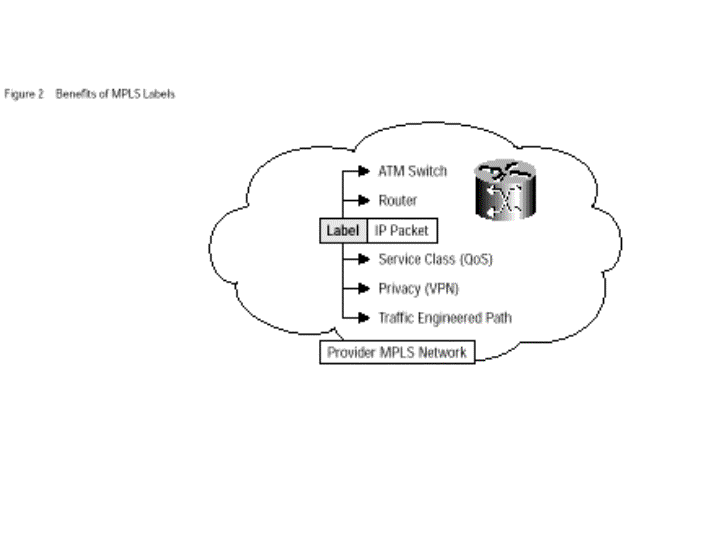 Figure 2 Benefits of MPLS Labels
ATM Switch
Router
Label IP Packet
Service Class (QoS)
Privacy (VPN)
Traffic Engineered Path
Provider MPLS Network